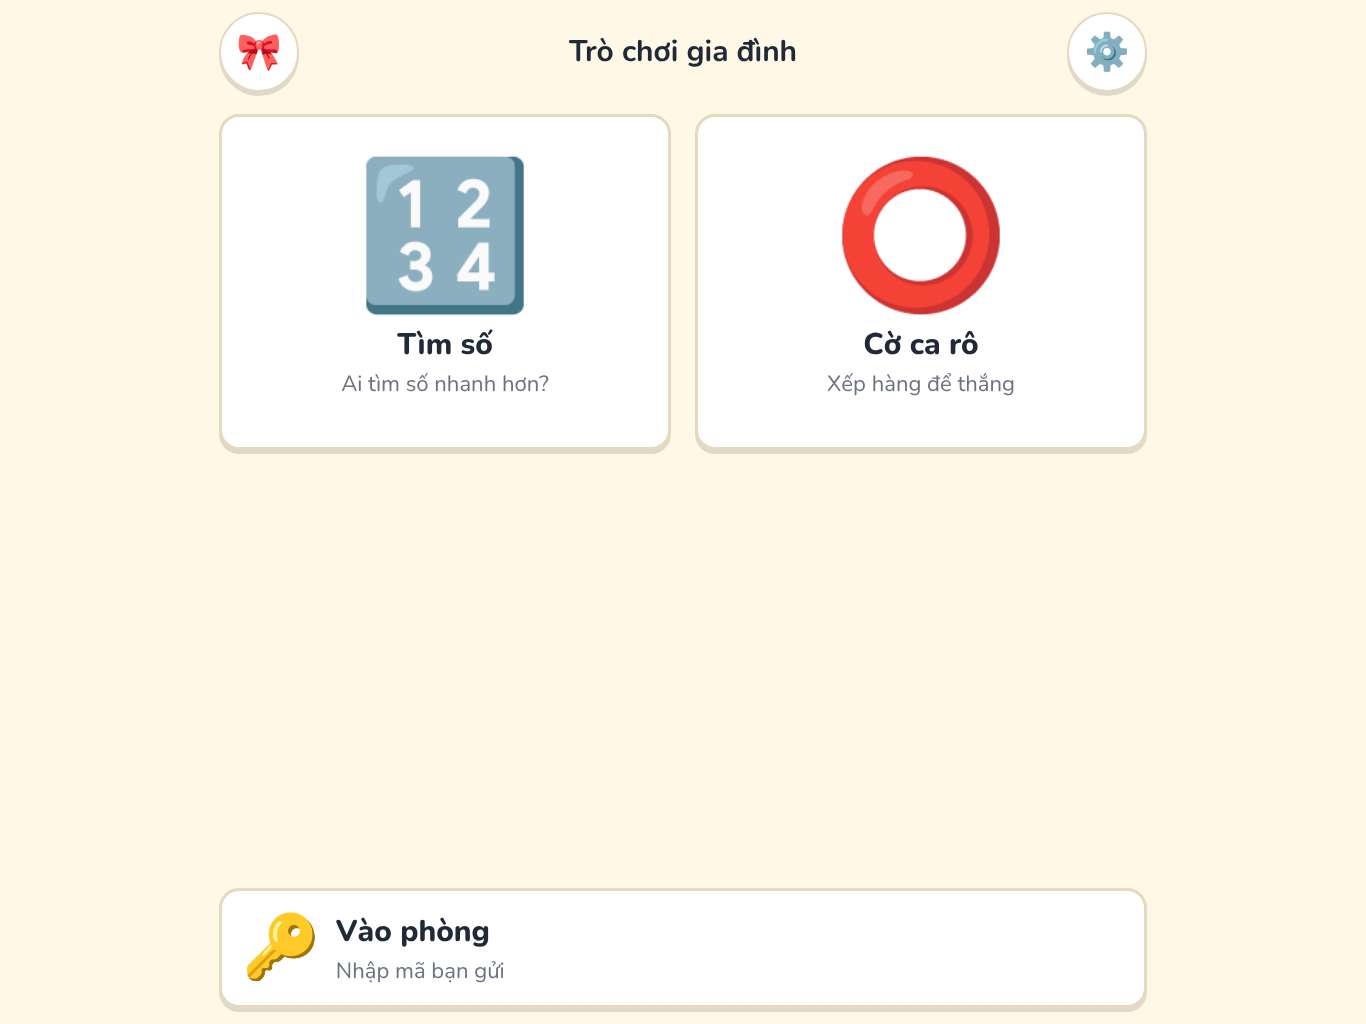 Trò chơi gia đình
1 2
3 4
Tìm số
Ai tìm số nhanh hơn?
Cờ ca rô
Xếp hàng để thắng
Vào phòng
Nhập mã bạn gửi